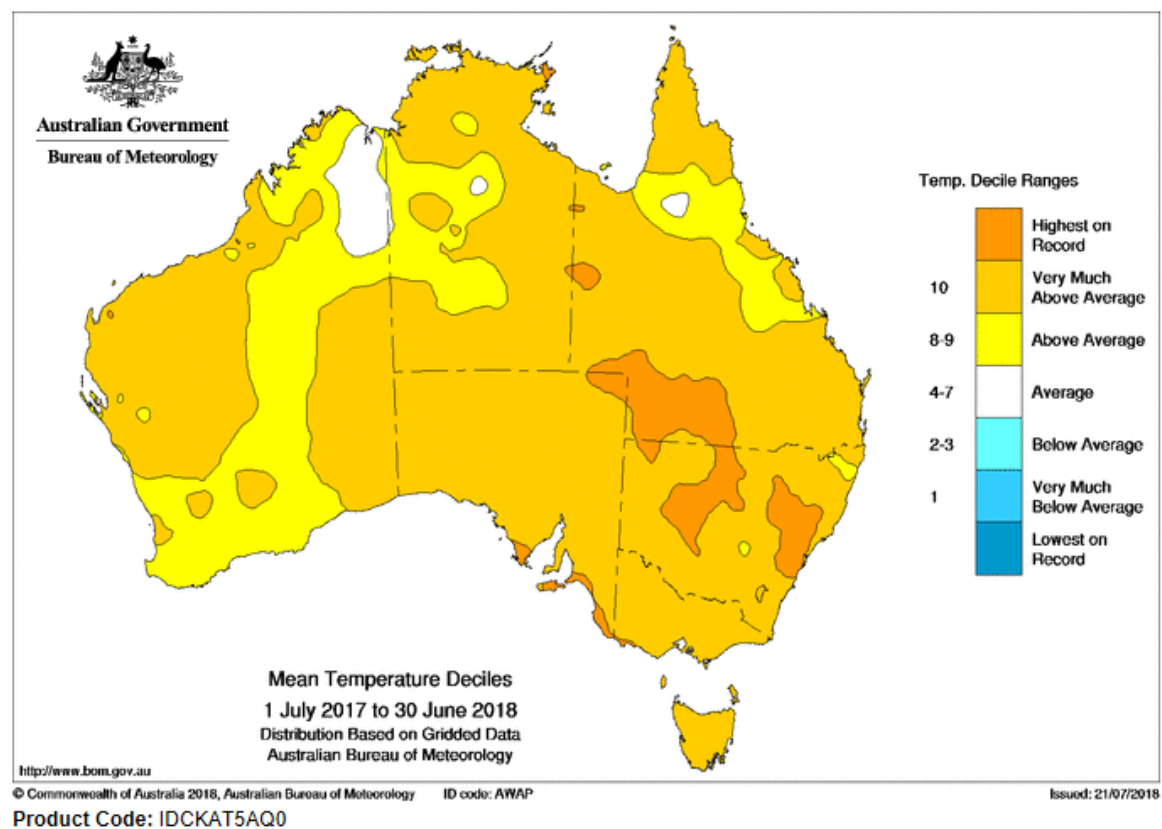 Australian Government
Bureau of Meteorology
Temp. Decile Ranges
Highest on
Record
10
Very Much
Above Average
8-9
Above Average
4-7
Average
2-3
Below Average
1
Very Much
Below Average
Lowest on
Record
Mean Temperature Deciles
1 July 2017 to 30 June 2018
Distribution Based on Gridded Data
Australian Bureau of Meteorology
http://www.bom.gov.au
© Commonwealth of Australia 2018, Australian Bureau of Meteorology ID code: AWAP Issued: 21/07/2018
Product Code: IDCKAT5AQ0